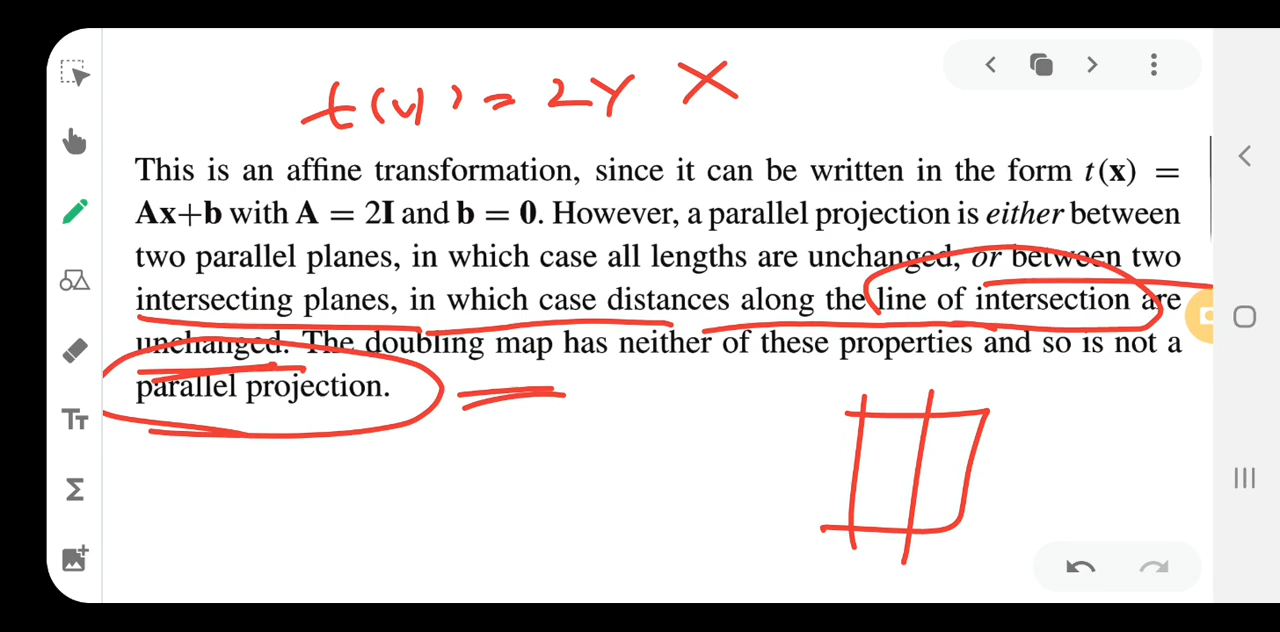 t(v) = 2v
This is an affine transformation, since it can be written in the form t(x) =
Ax+b with A = 2I and b = 0. However, a parallel projection is either between
two parallel planes, in which case all lengths are unchanged, or between two
intersecting planes, in which case distances along the line of intersection are
unchanged. The doubling map has neither of these properties and so is not a
parallel projection.
Tт
Σ